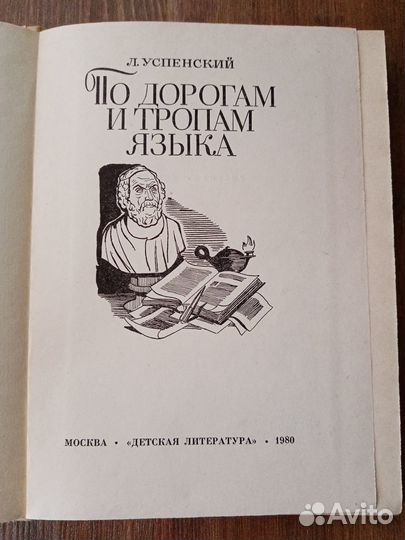 Л. УСПЕНСКИЙ
ПО ДОРОГАМ
И ТРОПАМ
ЯЗЫКА
МОСКВА • «ДЕТСКАЯ ЛИТЕРАТУРА» • 1980
Avito